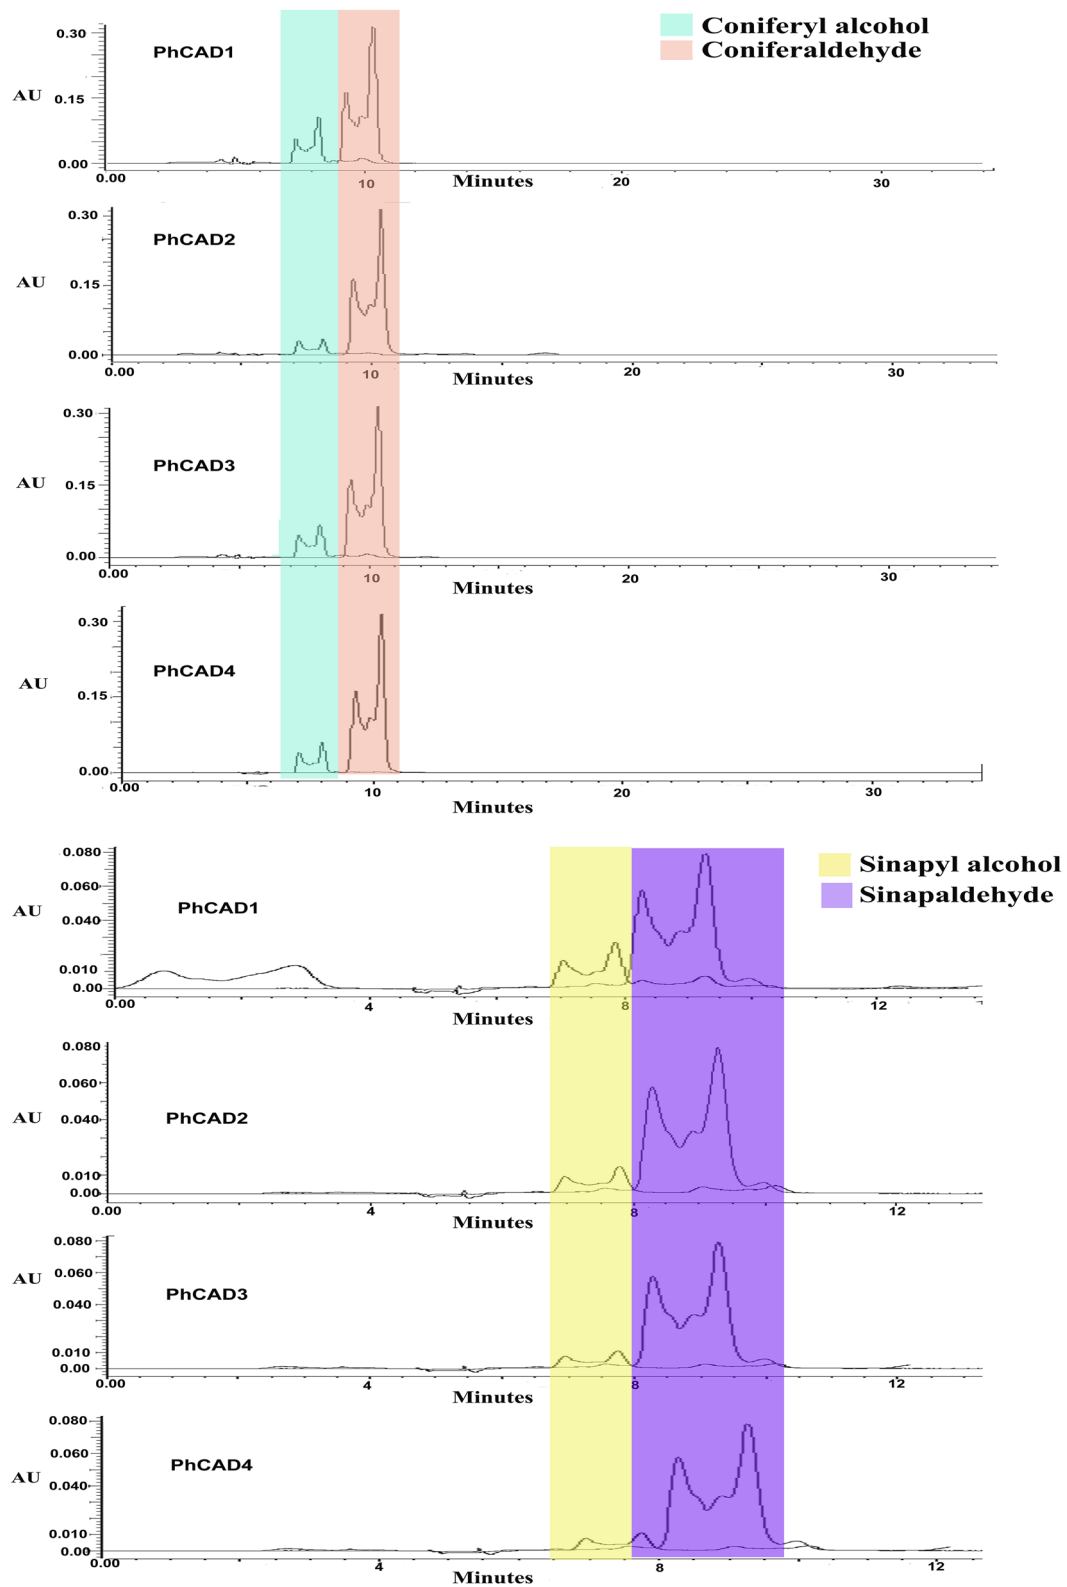 Coniferyl alcohol
Coniferaldehyde
PhCAD1
0.30
AU 0.15
0.00
0.00 10 Minutes 20 30
PhCAD2
0.30
AU 0.15
0.00
0.00 10 Minutes 20 30
PhCAD3
0.30
AU 0.15
0.00
0.00 10 Minutes 20 30
PhCAD4
0.30
AU 0.15
0.00
0.00 10 Minutes 20 30
Sinapyl alcohol
Sinapaldehyde
PhCAD1
0.080
0.060
AU 0.040
0.010
0.00
0.00 4 Minutes 8 12
PhCAD2
0.080
0.060
AU 0.040
0.010
0.00
0.00 4 Minutes 8 12
PhCAD3
0.080
AU 0.060
0.040
0.010
0.00
0.00 4 Minutes 8 12
PhCAD4
0.080
0.060
AU 0.040
0.010
0.00
0.00 4 Minutes 8 12